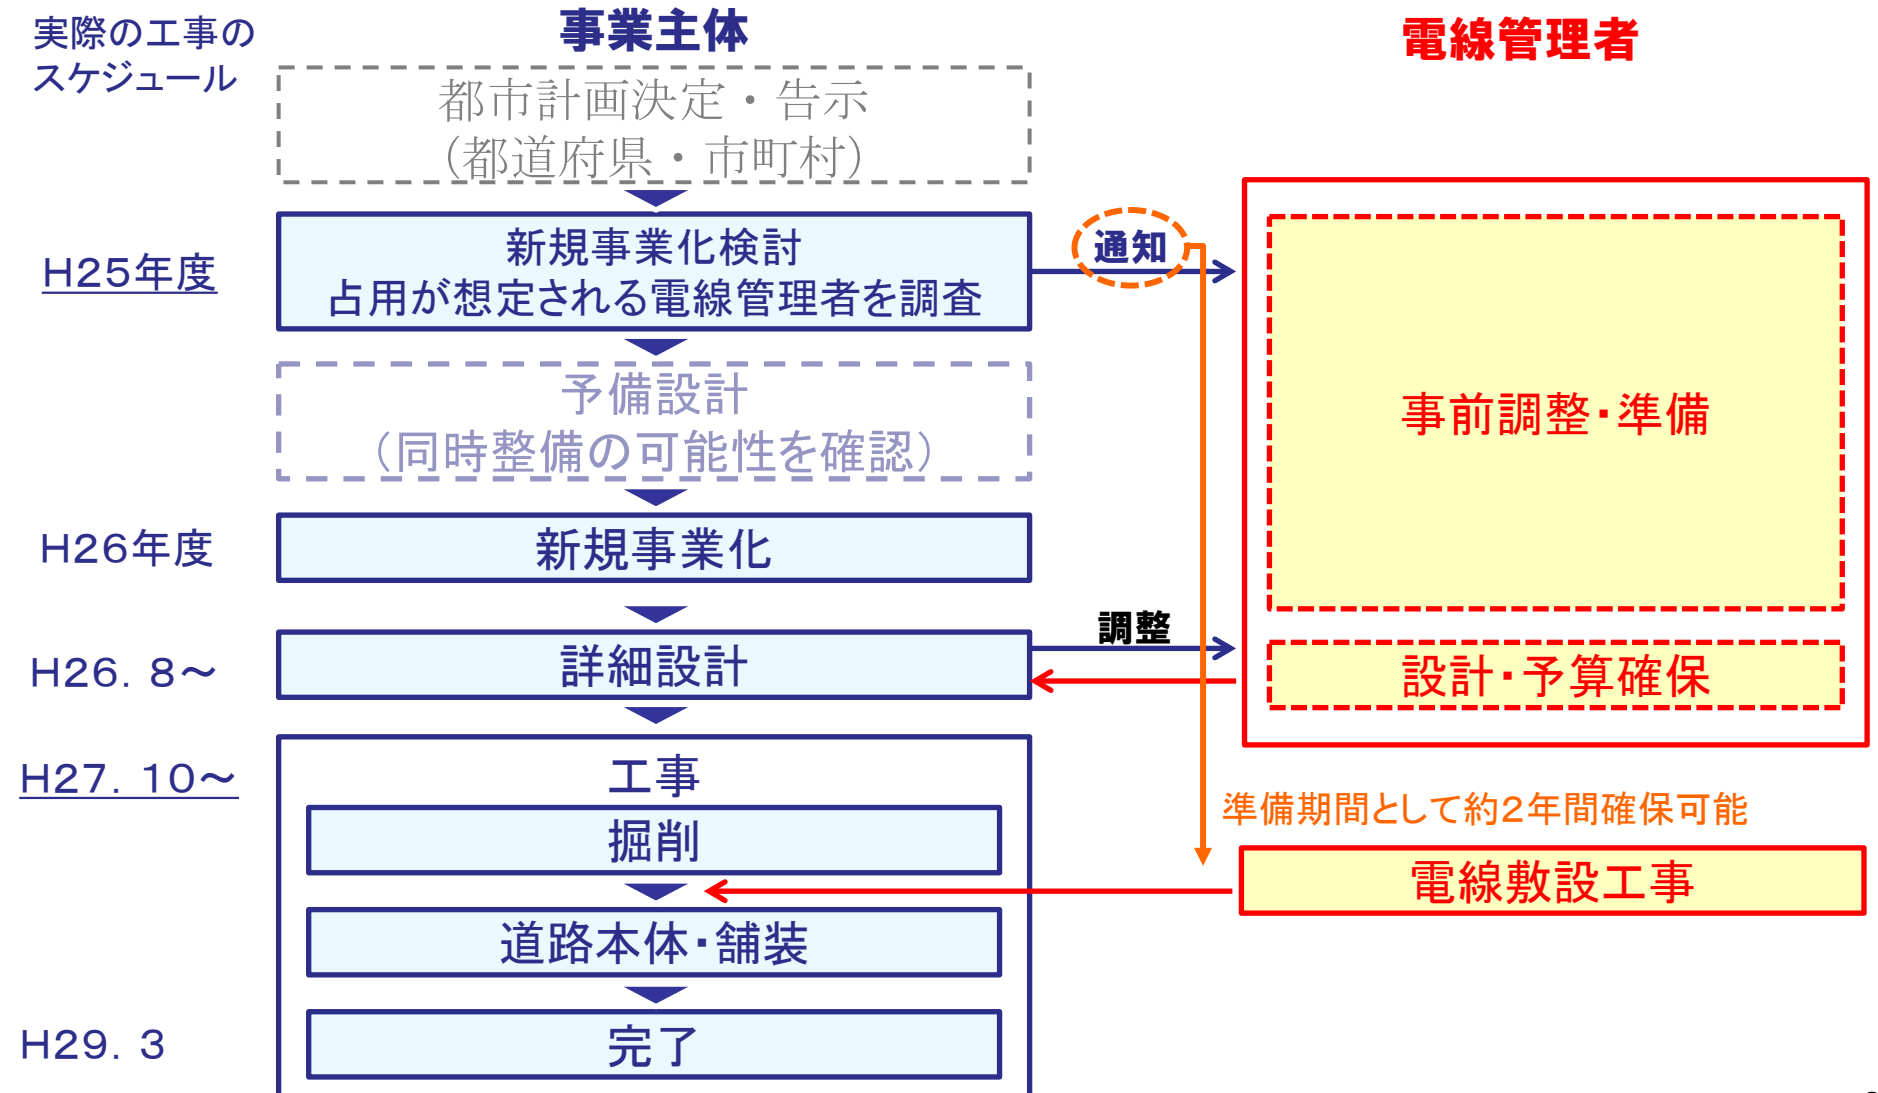 実際の工事の
スケジュール
事業主体
電線管理者
都市計画決定・告示
(都道府県・市町村)
H25年度
新規事業化検討
占用が想定される電線管理者を調査
通知
事前調整・準備
予備設計
(同時整備の可能性を確認)
H26年度
新規事業化
調整
H26.8～
詳細設計
設計・予算確保
H27.10～
工事
準備期間として約2年間確保可能
掘削
電線敷設工事
道路本体・舗装
H29.3
完了